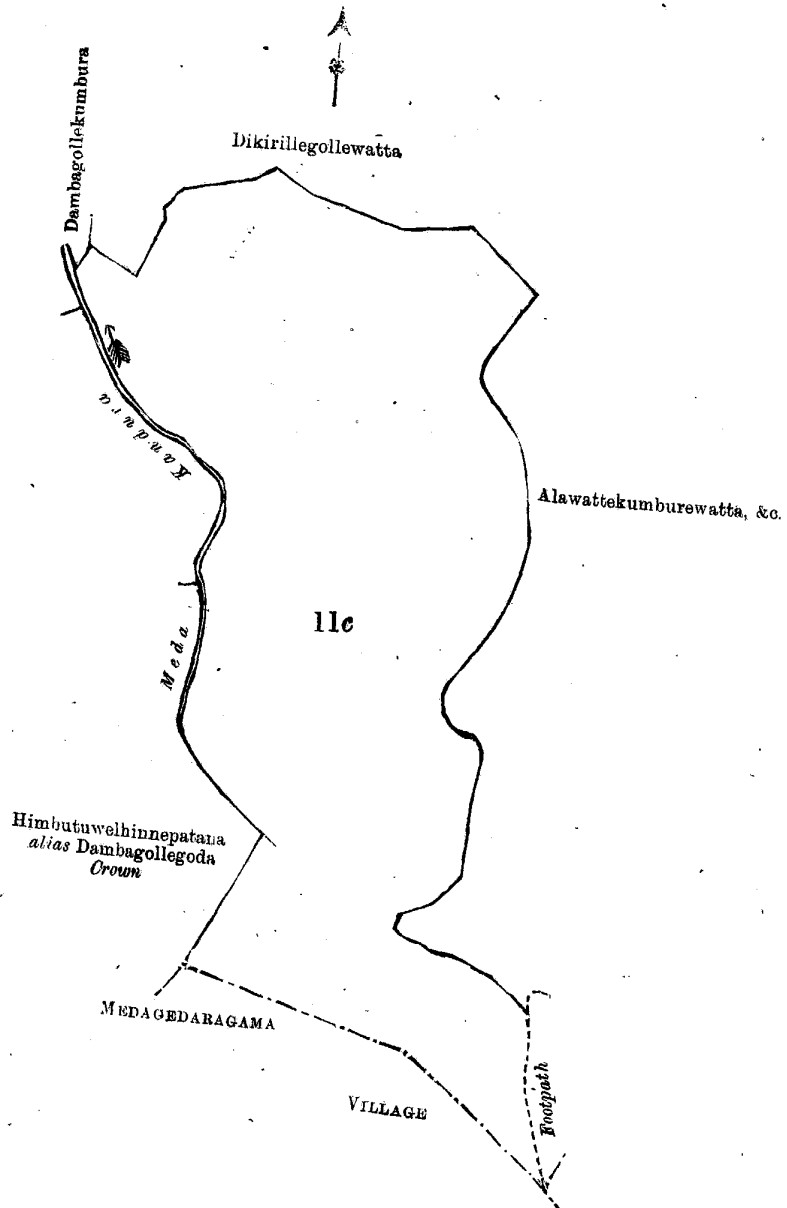 Dikirillegollewatta
Dambagollekumbura
Kandura
Alawattekumburewatta, &c.
11c
Meda
Himbutuwelhinnepatana
alias Dambagollegoda
Crown
MEDAGEDARAGAMA
VILLAGE
Footpath